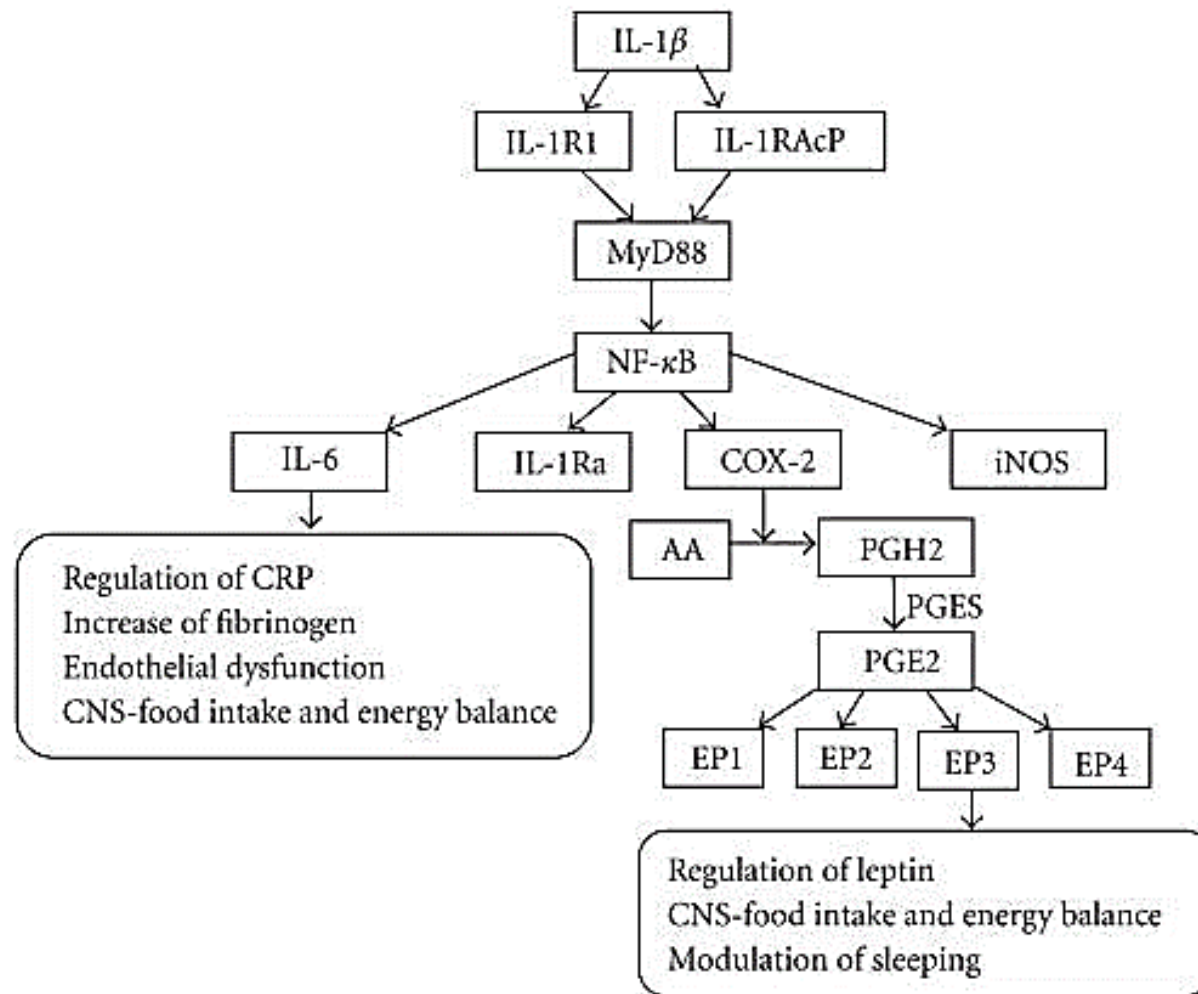 IL-1β
IL-1R1
IL-1RAcP
MyD88
NF-κB
IL-6
IL-1Ra
COX-2
iNOS
AA
PGH2
PGES
PGE2
Regulation of CRP
Increase of fibrinogen
Endothelial dysfunction
CNS-food intake and energy balance
EP1
EP2
EP3
EP4
Regulation of leptin
CNS-food intake and energy balance
Modulation of sleeping